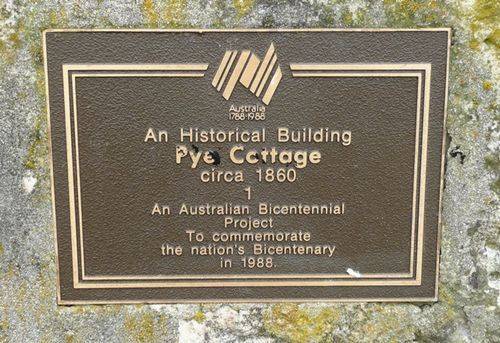 Australia
1788-1988
An Historical Building
Pye Cottage
circa 1860
1
An Australian Bicentennial
Project
To commemorate
the nation's Bicentenary
in 1988.